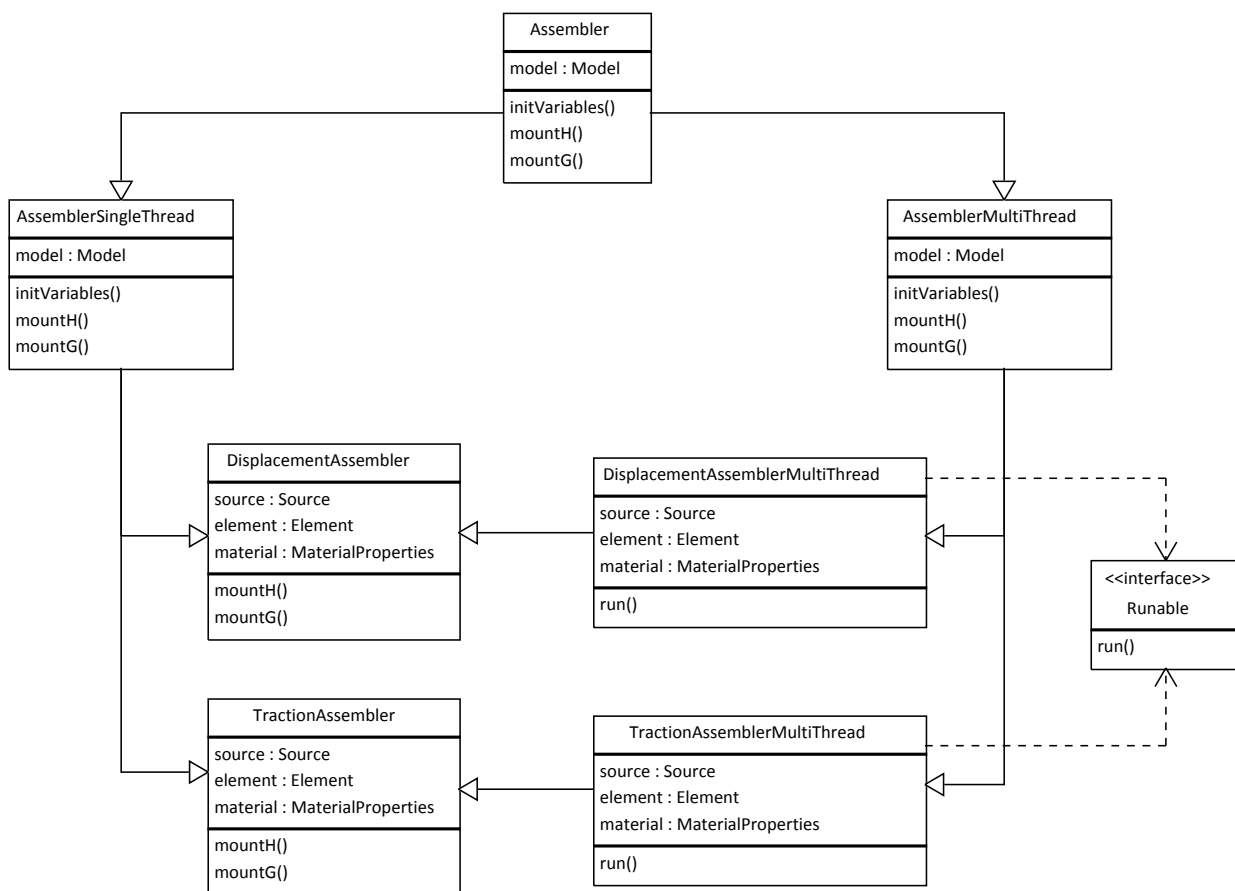 Assembler
model : Model
initVariables()
mountH()
mountG()
AssemblerSingleThread
model : Model
initVariables()
mountH()
mountG()
AssemblerMultiThread
model : Model
initVariables()
mountH()
mountG()
DisplacementAssembler
source : Source
element : Element
material : MaterialProperties
mountH()
mountG()
DisplacementAssemblerMultiThread
source : Source
element : Element
material : MaterialProperties
run()
<<interface>>
Runable
run()
TractionAssembler
source : Source
element : Element
material : MaterialProperties
mountH()
mountG()
TractionAssemblerMultiThread
source : Source
element : Element
material : MaterialProperties
run()